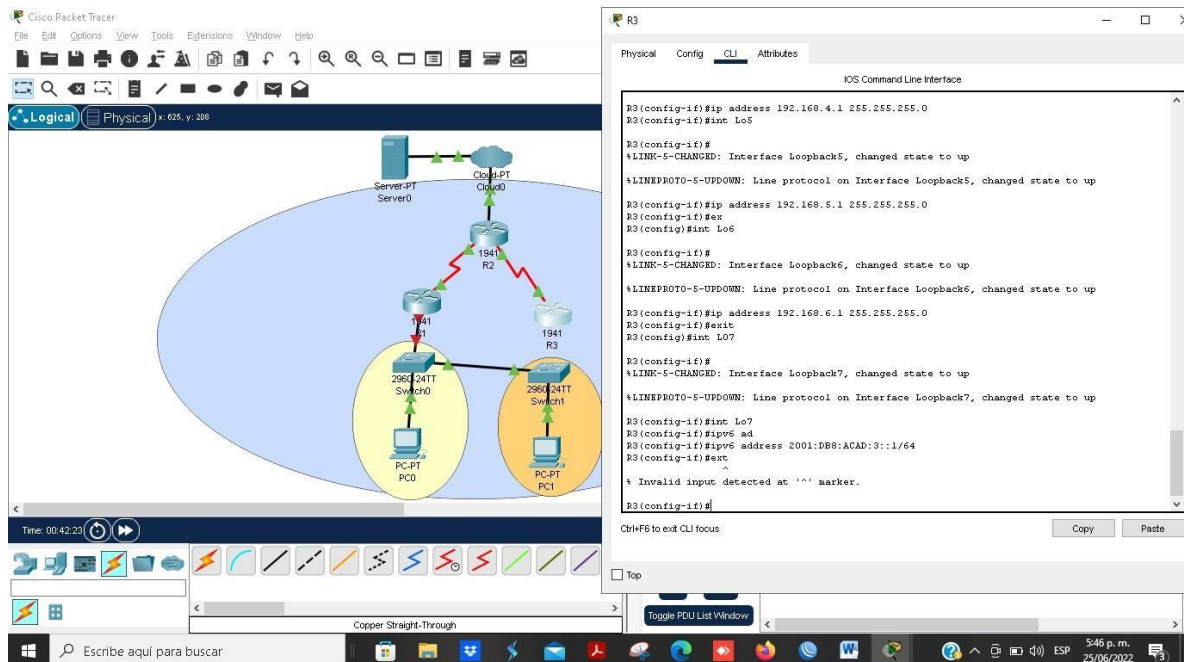 Cisco Packet Tracer
File Edit Options View Tools Extensions Window Help
Logical Physical x: 625, y: 208
Server-PT
Server0
Cloud-PT
Cloud0
1941
R2
1941
R1
1941
R3
2960-24TT
Switch0
2960-24TT
Switch1
PC-PT
PC0
PC-PT
PC1
Time: 00:42:23
Copper Straight-Through
R3
Physical Config CLI Attributes
IOS Command Line Interface
R3(config-if)#ip address 192.168.4.1 255.255.255.0
R3(config-if)#int Lo5
R3(config-if)#
%LINK-5-CHANGED: Interface Loopback5, changed state to up
%LINEPROTO-5-UPDOWN: Line protocol on Interface Loopback5, changed state to up
R3(config-if)#ip address 192.168.5.1 255.255.255.0
R3(config-if)#ex
R3(config)#int Lo6
R3(config-if)#
%LINK-5-CHANGED: Interface Loopback6, changed state to up
%LINEPROTO-5-UPDOWN: Line protocol on Interface Loopback6, changed state to up
R3(config-if)#ip address 192.168.6.1 255.255.255.0
R3(config-if)#exit
R3(config)#int LO7
R3(config-if)#
%LINK-5-CHANGED: Interface Loopback7, changed state to up
%LINEPROTO-5-UPDOWN: Line protocol on Interface Loopback7, changed state to up
R3(config-if)#int Lo7
R3(config-if)#ipv6 ad
R3(config-if)#ipv6 address 2001:DB8:ACAD:3::1/64
R3(config-if)#ext
^
% Invalid input detected at '^' marker.
R3(config-if)#
Ctrl+F6 to exit CLI focus
Copy Paste
Top
Toggle PDU List Window
Escribe aquí para buscar
ESP
5:46 p. m.
25/06/2022